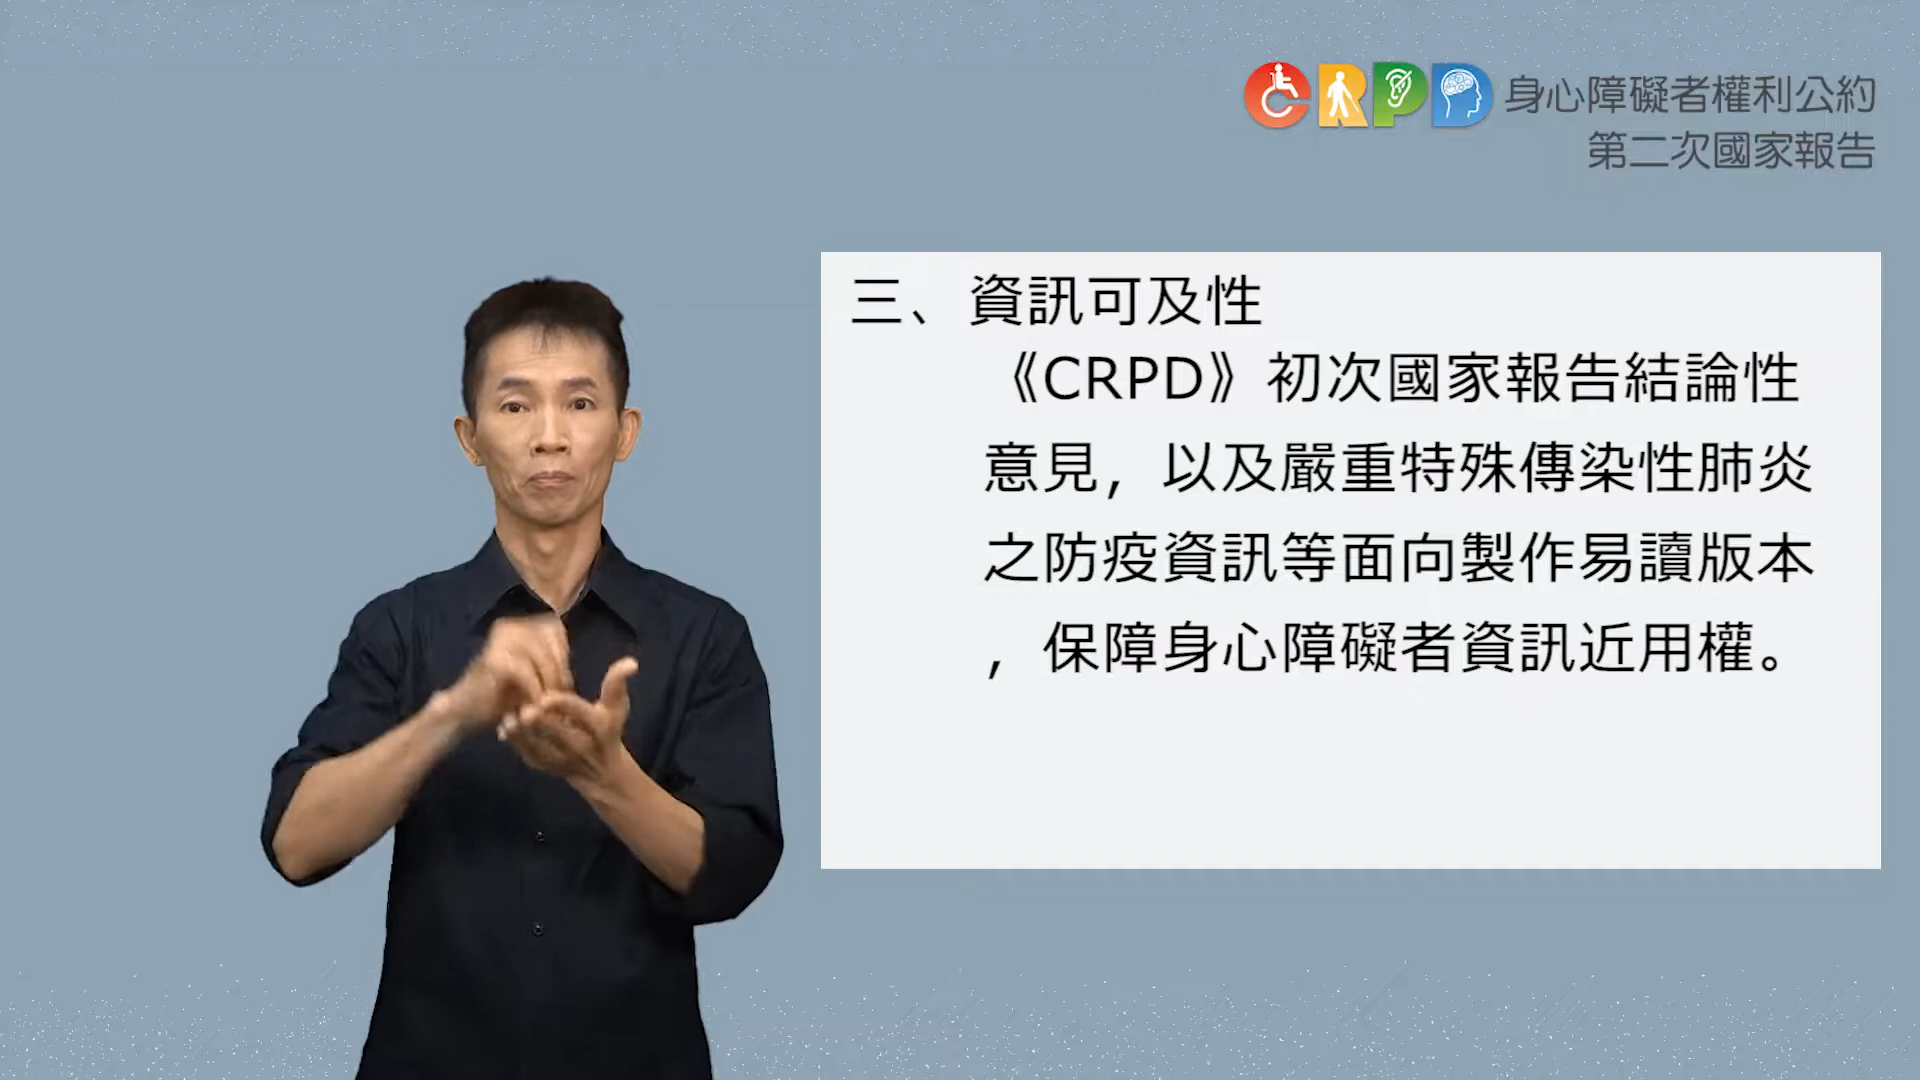 CRPD 身心障礙者權利公約
第二次國家報告
三、資訊可及性
《CRPD》初次國家報告結論性
意見，以及嚴重特殊傳染性肺炎
之防疫資訊等面向製作易讀版本
，保障身心障礙者資訊近用權。